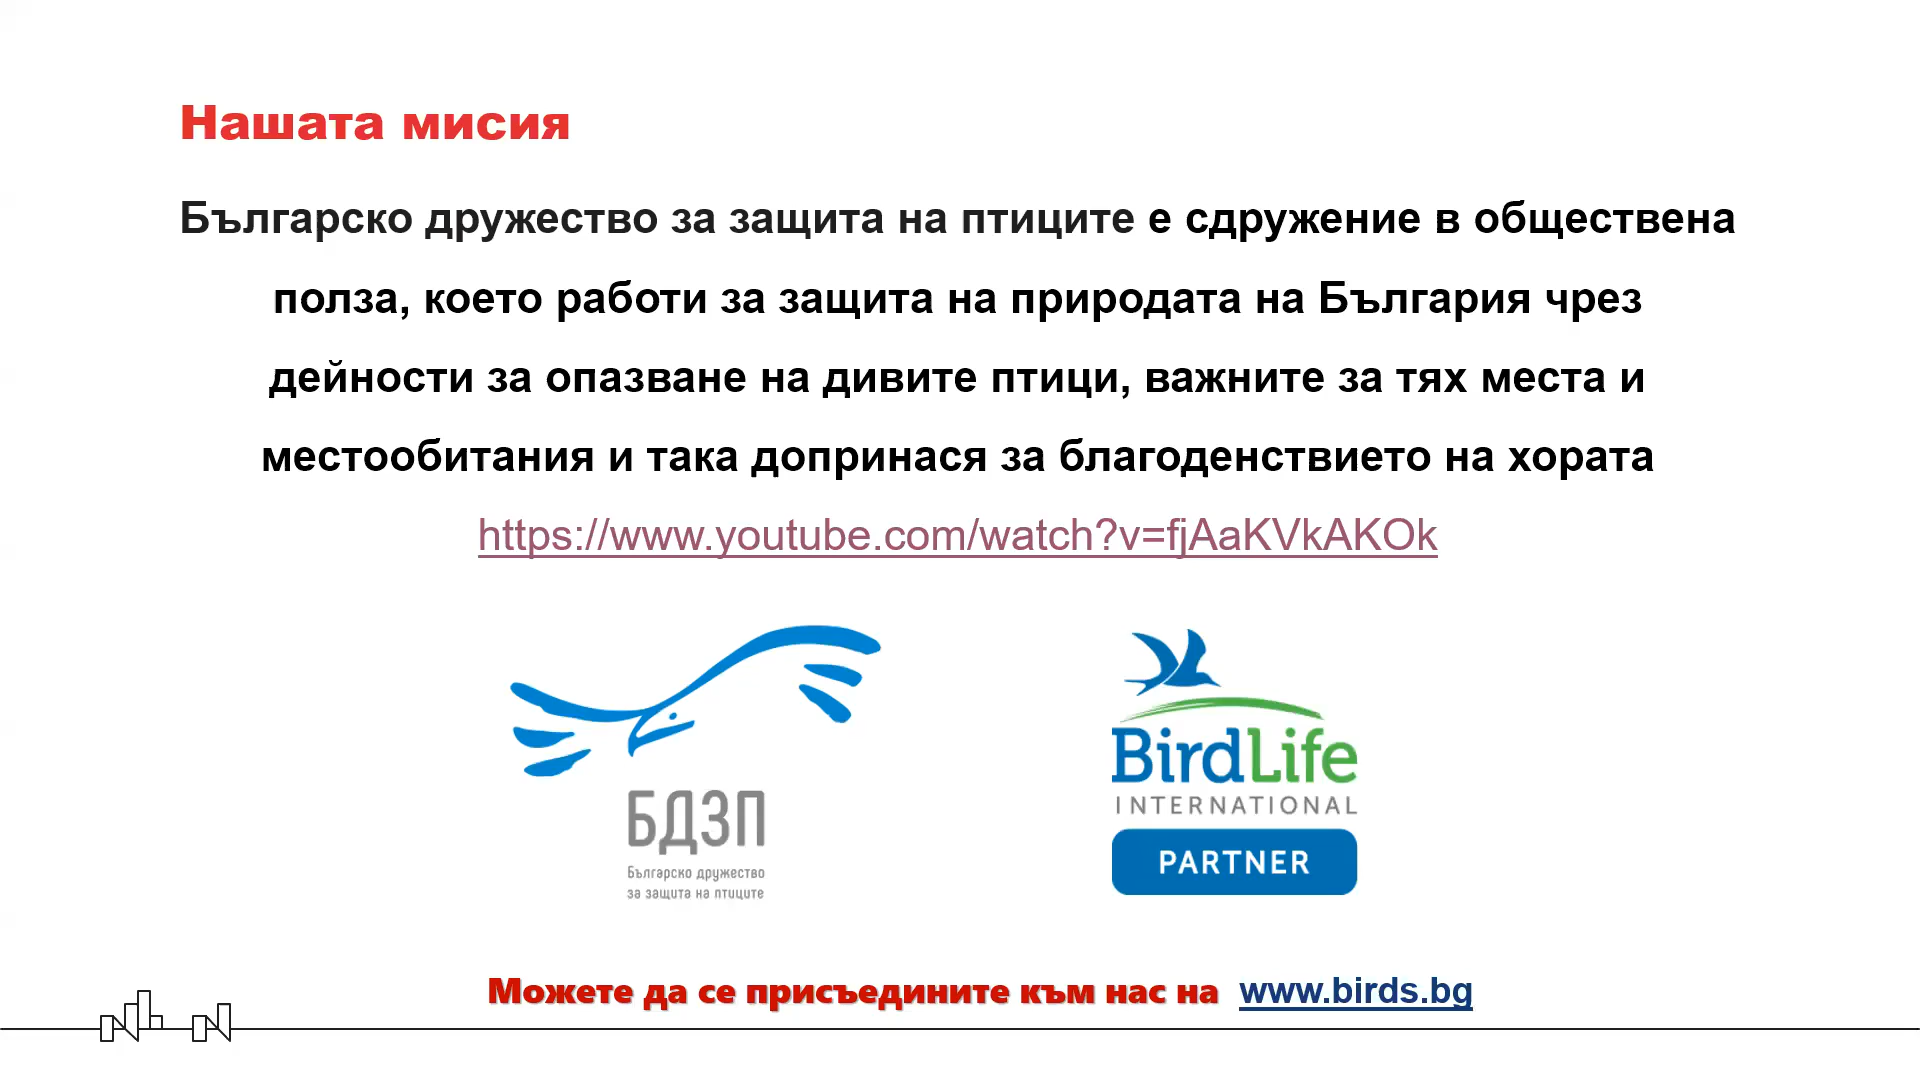 Нашата мисия
Българско дружество за защита на птиците е сдружение в обществена
полза, което работи за защита на природата на България чрез
дейности за опазване на дивите птици, важните за тях места и
местообитания и така допринася за благоденствието на хората
https://www.youtube.com/watch?v=fjAaKVkAKOk
БДЗП
Българско дружество
за защита на птиците
BirdLife
INTERNATIONAL
PARTNER
Можете да се присъедините към нас на www.birds.bg